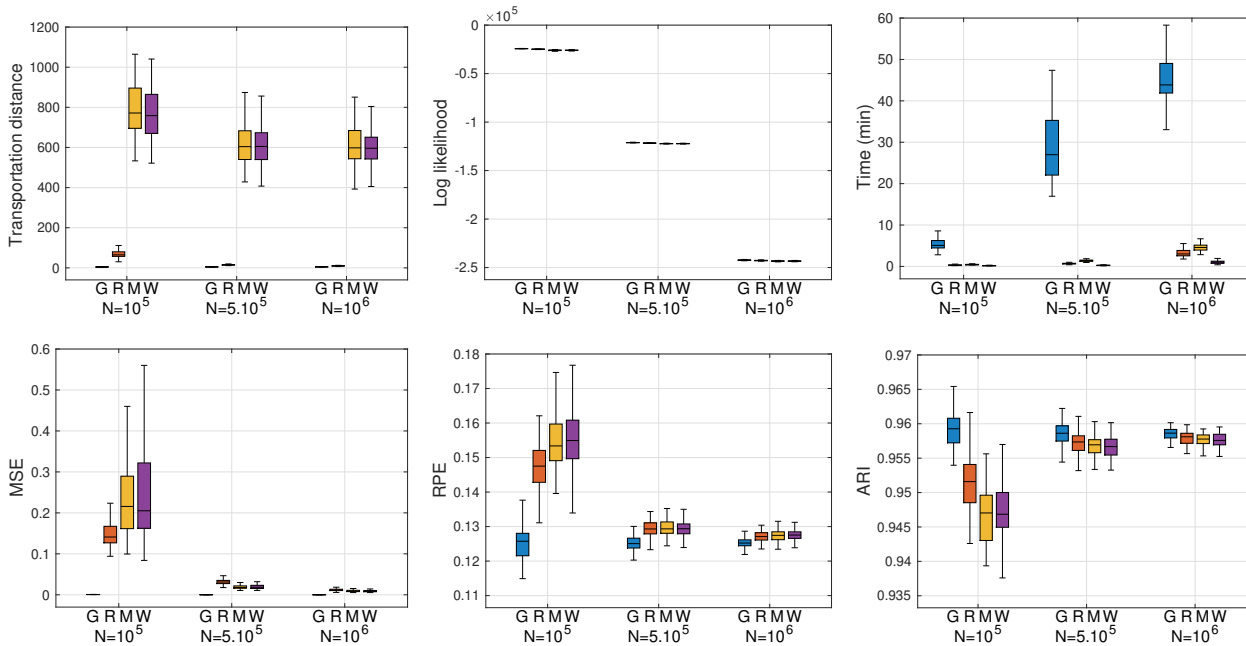 Transportation distance
1200
1000
800
600
400
200
0
G R M W G R M W G R M W
N=10^5 N=5.10^5 N=10^6
Log likelihood
×10^5
0
-0.5
-1
-1.5
-2
-2.5
G R M W G R M W G R M W
N=10^5 N=5.10^5 N=10^6
Time (min)
60
50
40
30
20
10
0
G R M W G R M W G R M W
N=10^5 N=5.10^5 N=10^6
MSE
0.6
0.5
0.4
0.3
0.2
0.1
0
G R M W G R M W G R M W
N=10^5 N=5.10^5 N=10^6
RPE
0.18
0.17
0.16
0.15
0.14
0.13
0.12
0.11
G R M W G R M W G R M W
N=10^5 N=5.10^5 N=10^6
ARI
0.97
0.965
0.96
0.955
0.95
0.945
0.94
0.935
G R M W G R M W G R M W
N=10^5 N=5.10^5 N=10^6